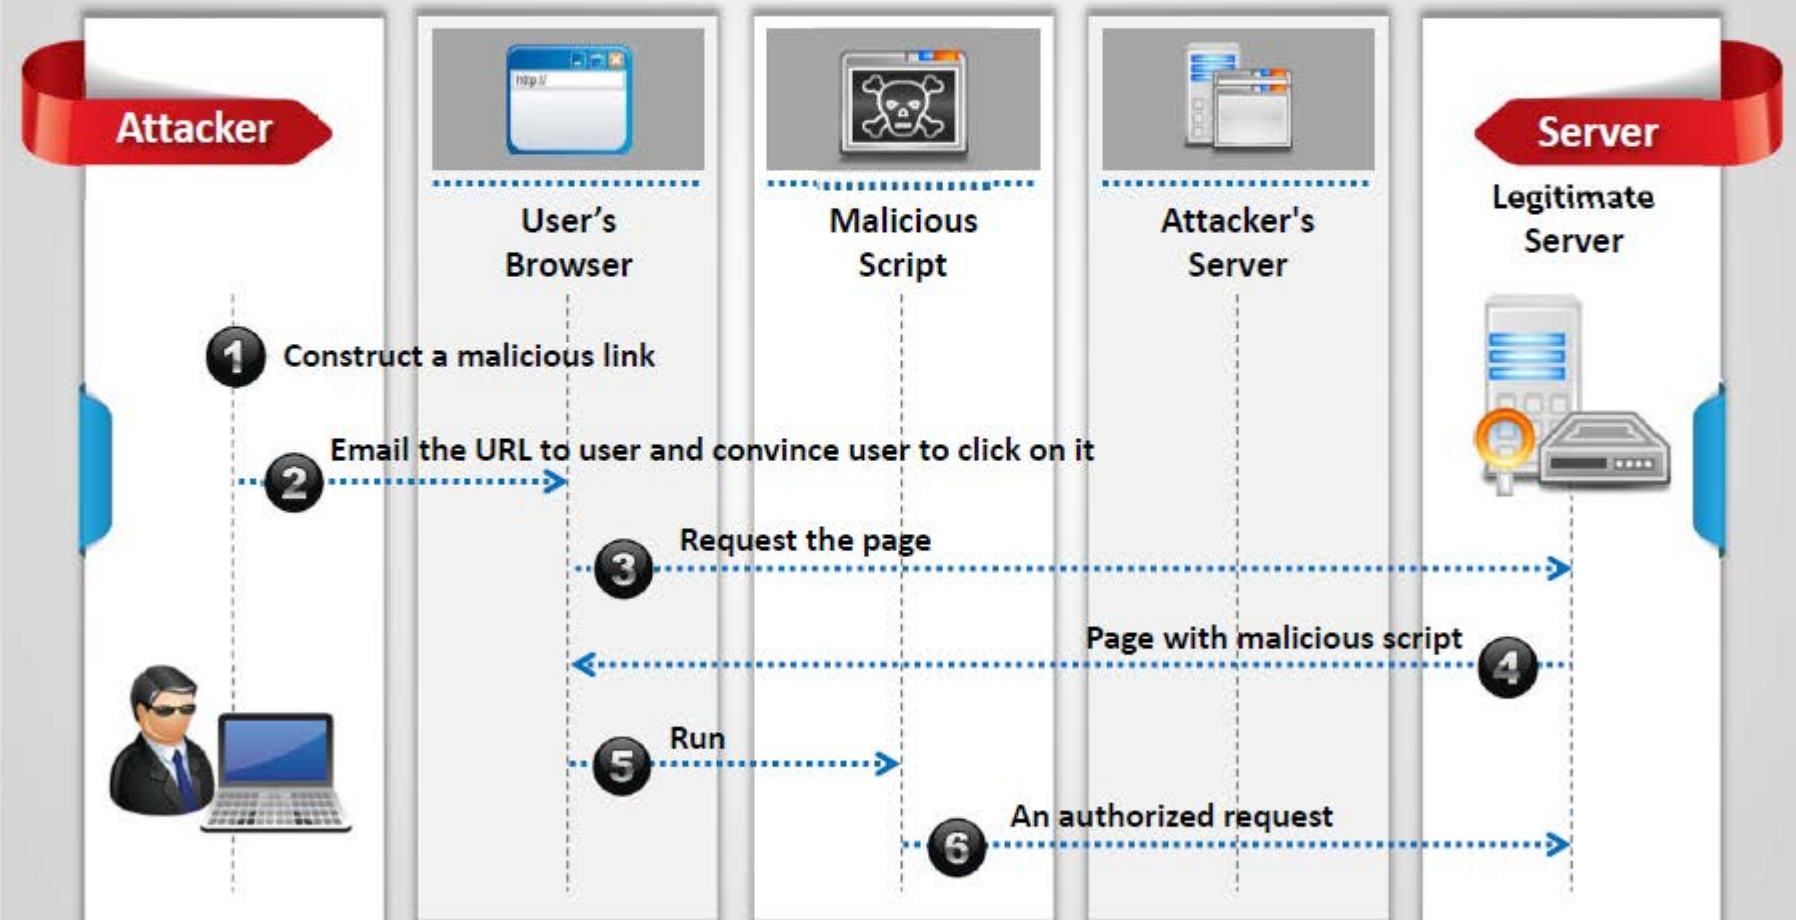 Attacker
http://
User's
Browser
Malicious
Script
Attacker's
Server
Server
Legitimate
Server
1
Construct a malicious link
Email the URL to user and convince user to click on it
2
Request the page
3
Page with malicious script
4
Run
5
An authorized request
6